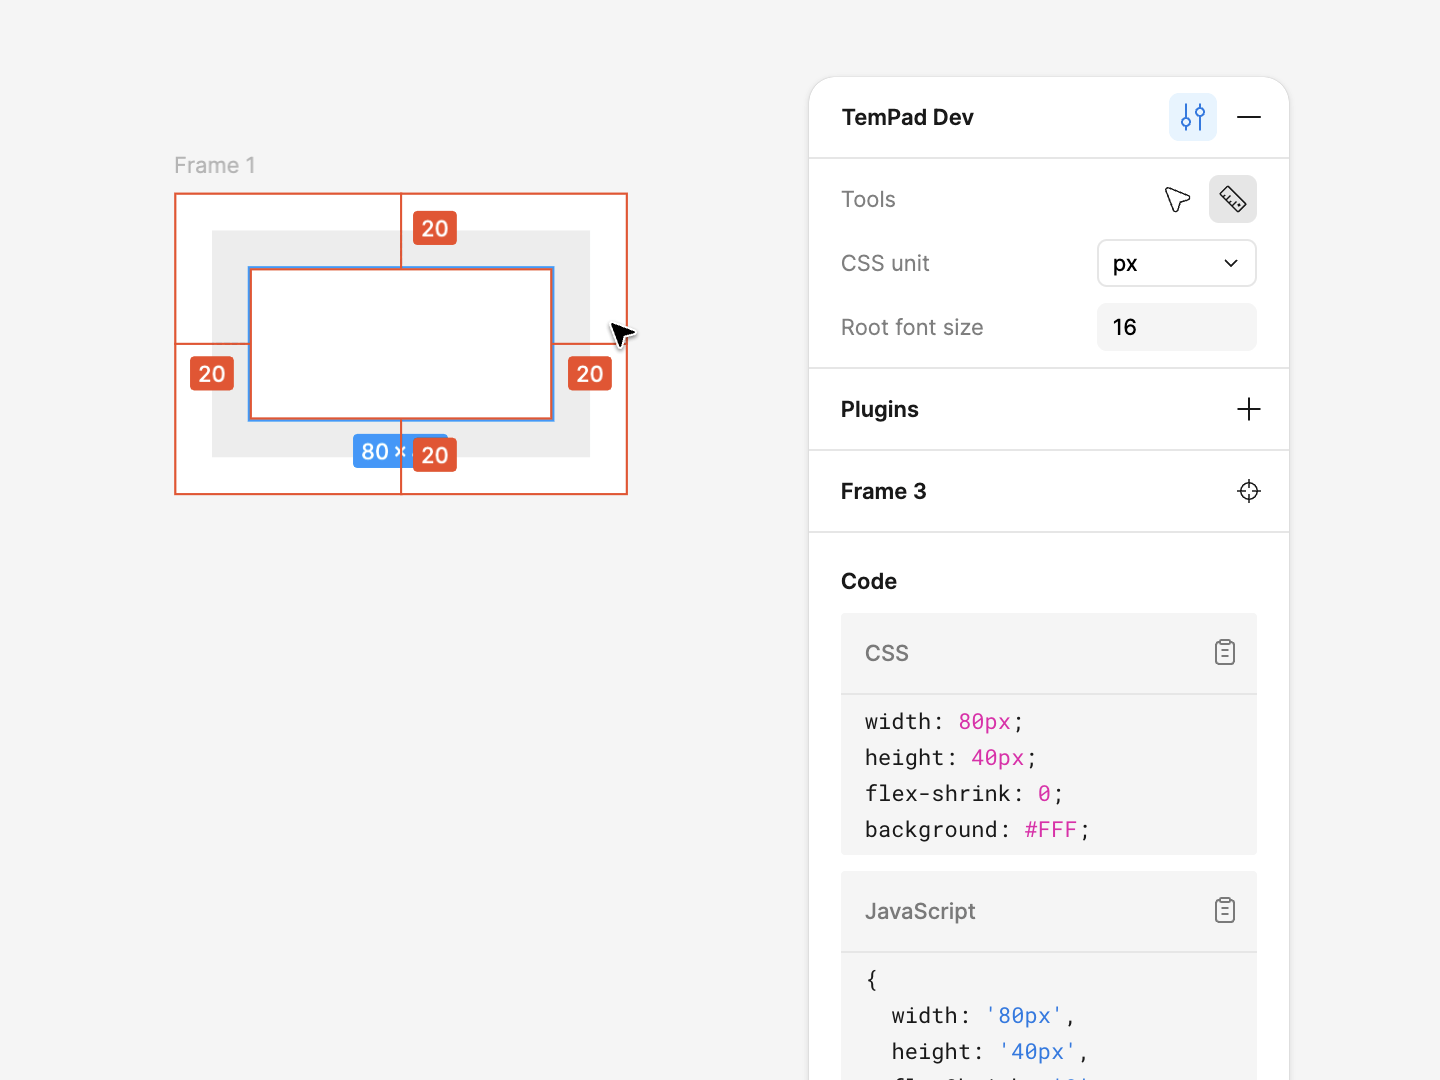 Frame 1
20
20
20
80 ×
20
TemPad Dev
Tools
CSS unit
px
Root font size
16
Plugins
Frame 3
Code
CSS
width: 80px;
height: 40px;
flex-shrink: 0;
background: #FFF;
JavaScript
{
width: '80px',
height: '40px',